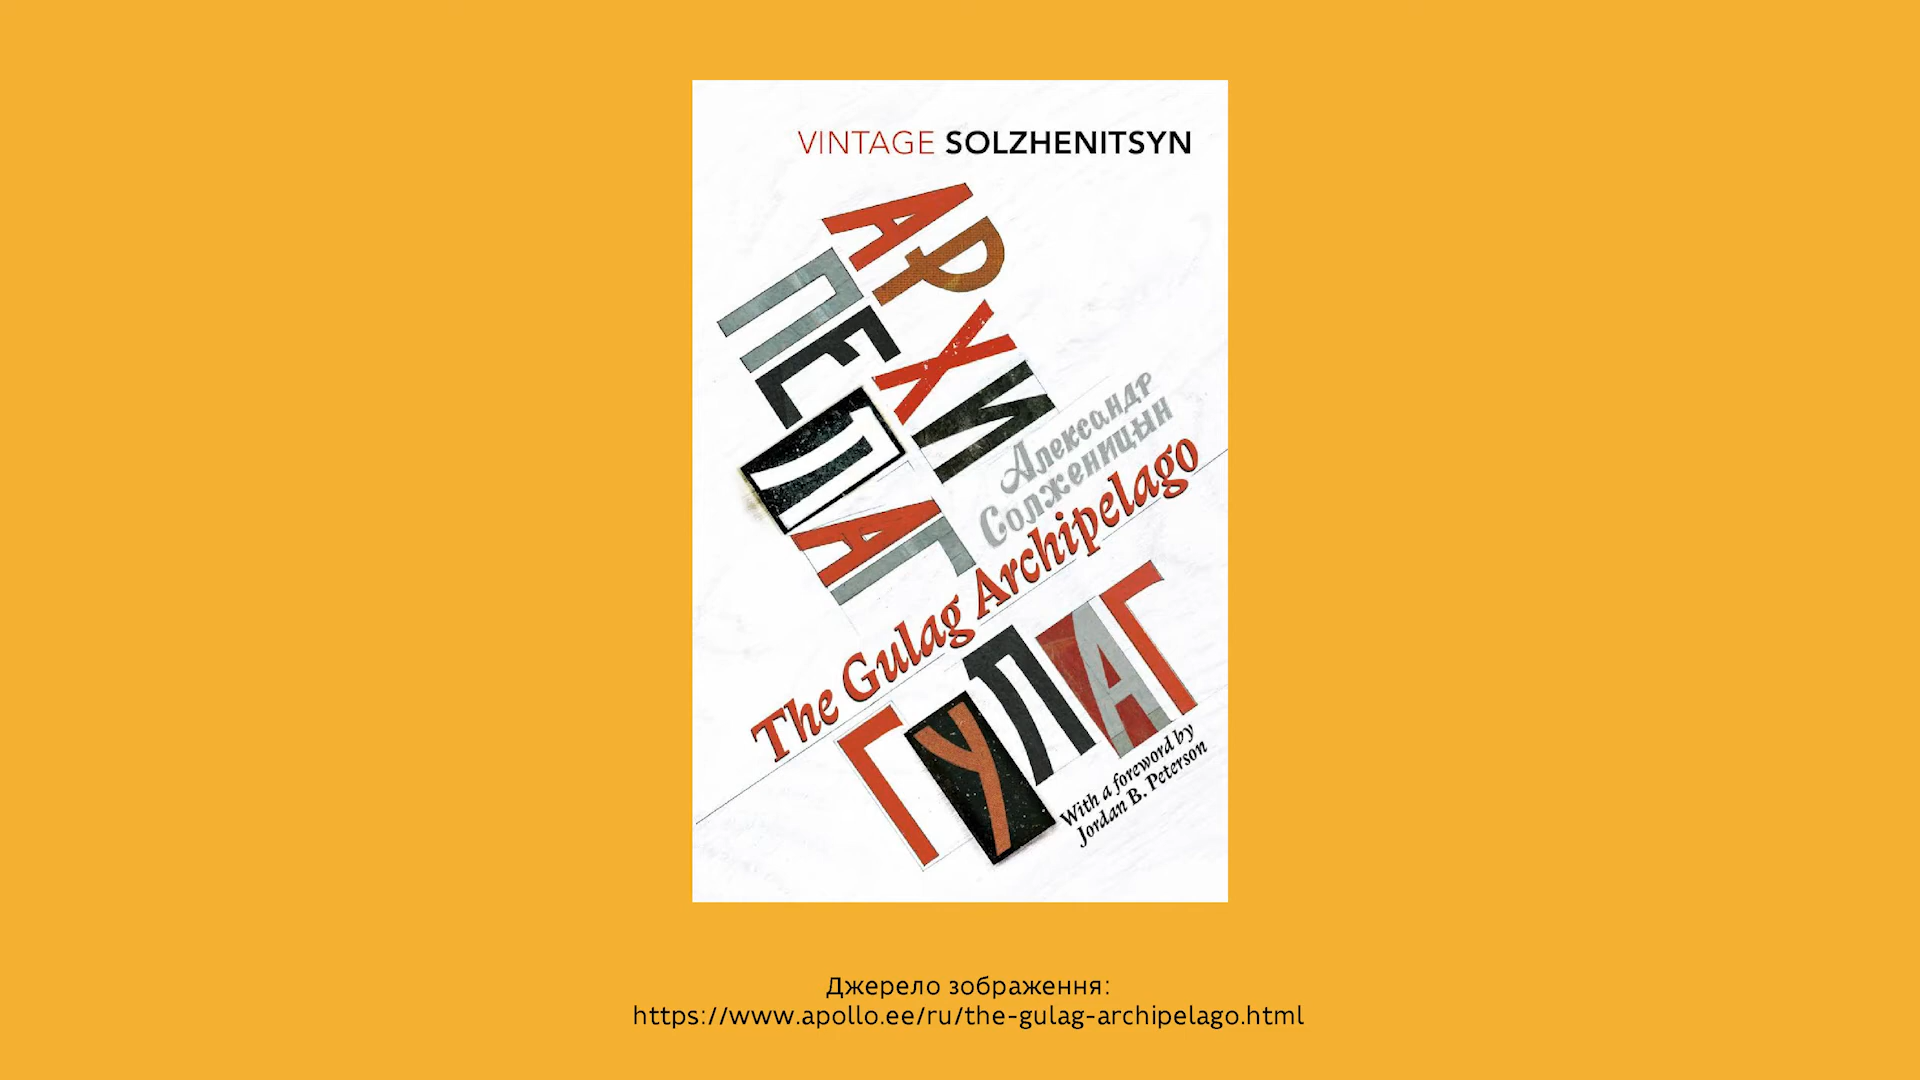 VINTAGE SOLZHENITSYN
АРХИ
ПЕЛАГ
Александр
Солженицын
The Gulag Archipelago
ГУЛАГ
With a foreword by
Jordan B. Peterson
Джерело зображення:
https://www.apollo.ee/ru/the-gulag-archipelago.html